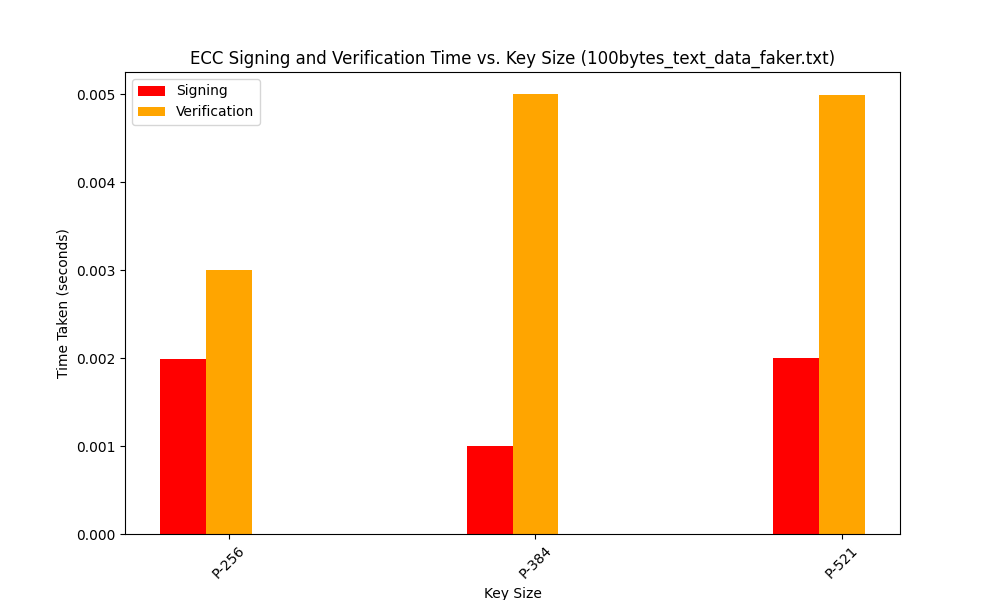 ECC Signing and Verification Time vs. Key Size (100bytes_text_data_faker.txt)
Signing
Verification
0.005
0.004
0.003
0.002
0.001
0.000
Time Taken (seconds)
P-256
P-384
P-521
Key Size